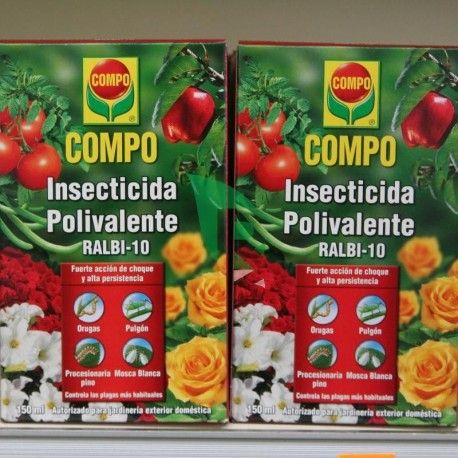 COMPO
COMPO
Insecticida
Polivalente
RALBI-10
Fuerte acción de choque
y alta persistencia
Orugas
Pulgón
Procesionaria
pino
Mosca Blanca
Controla las plagas más habituales
150 ml
Autorizado para jardinería exterior doméstica
COMPO
COMPO
Insecticida
Polivalente
RALBI-10
Fuerte acción de choque
y alta persistencia
Orugas
Pulgón
Procesionaria
pino
Mosca Blanca
Controla las plagas más habituales
150 ml
Autorizado para jardinería exterior doméstica